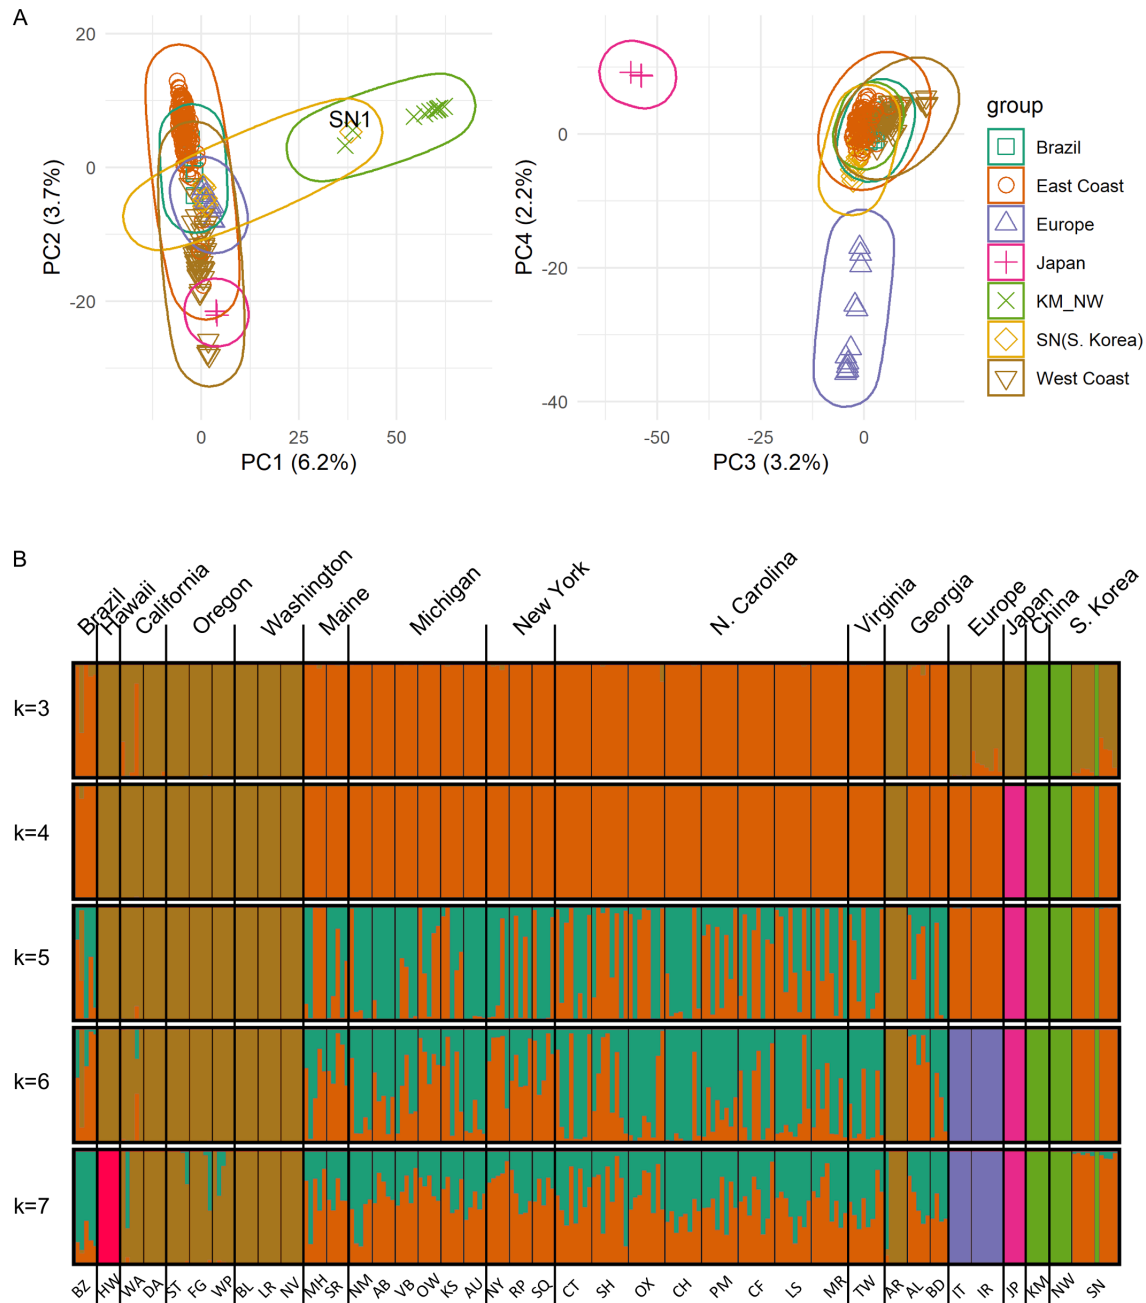 A
20
0
-20
PC2 (3.7%)
SN1
0
25
50
PC1 (6.2%)
0
-20
-40
PC4 (2.2%)
-50
-25
0
PC3 (3.2%)
group
Brazil
East Coast
Europe
Japan
KM_NW
SN(S. Korea)
West Coast
B
Brazil Hawaii California Oregon Washington Maine Michigan New York N. Carolina Virginia Georgia Europe Japan China S. Korea
k=3
k=4
k=5
k=6
k=7
BZ HW WA DA ST FG WP BL LR NV MH SR NM AB VB OW KS AU NY RP SQ CT SH OX CH PM CF LS MR TW AR AL BD IT IR JP KM NW SN